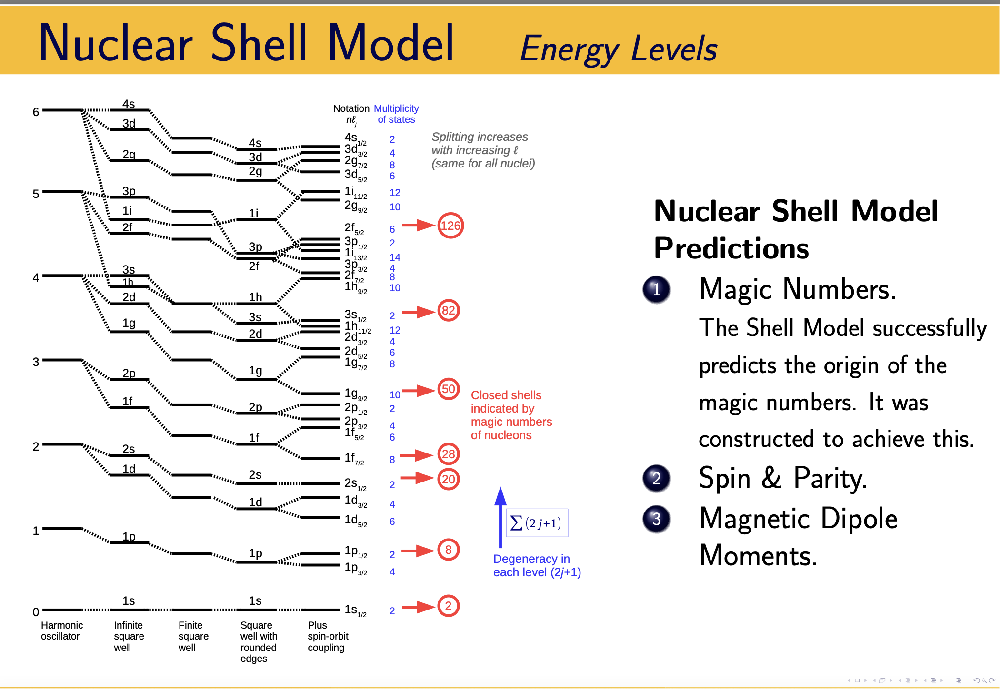 Nuclear Shell Model Energy Levels
Notation Multiplicity
nℓj of states
6
5
4
3
2
1
0
4s
3d
2g
3p
1i
2f
3s
1h
2d
1g
2p
1f
2s
1d
1p
1s
4s
3d
2g
1i
3p
2f
1h
3s
2d
1g
2p
1f
2s
1d
1p
1s
4s1/2 2
3d3/2 4
2g7/2 8
3d5/2 6
1i11/2 12
2g9/2 10
2f5/2 6 126
3p1/2 2
1i13/2 14
3p3/2 4
2f7/2 8
1h9/2 10
3s1/2 2 82
1h11/2 12
2d3/2 4
2d5/2 6
1g7/2 8
1g9/2 10 50
2p1/2 2
2p3/2 4
1f5/2 6
1f7/2 8 28
2s1/2 2 20
1d3/2 4
1d5/2 6
1p1/2 2 8
1p3/2 4
1s1/2 2 2
Harmonic
oscillator
Infinite
square
well
Finite
square
well
Square
well with
rounded
edges
Plus
spin-orbit
coupling
Splitting increases
with increasing ℓ
(same for all nuclei)
Closed shells
indicated by
magic numbers
of nucleons
∑(2j+1)
Degeneracy in
each level (2j+1)
Nuclear Shell Model
Predictions
1 Magic Numbers.
The Shell Model successfully
predicts the origin of the
magic numbers. It was
constructed to achieve this.
2 Spin & Parity.
3 Magnetic Dipole
Moments.